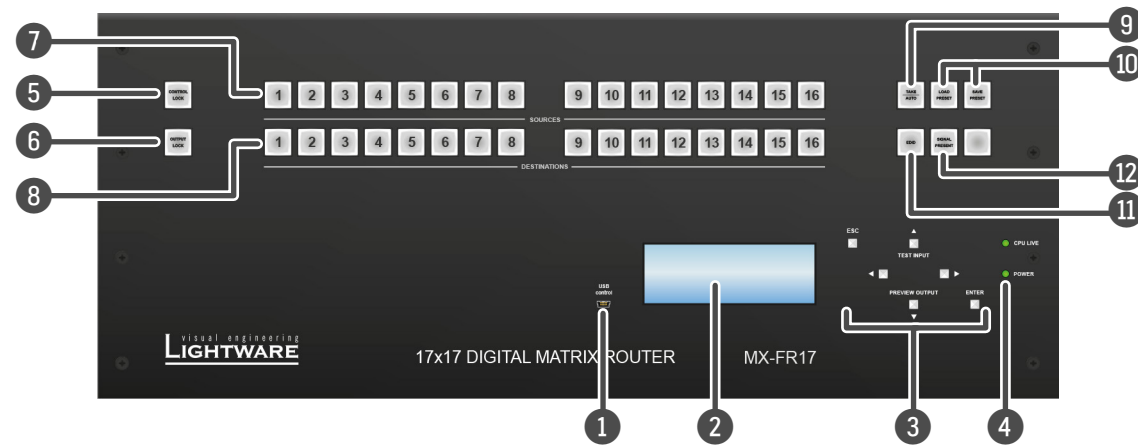 7
9
10
5
CONTROL LOCK
1 2 3 4 5 6 7 8 9 10 11 12 13 14 15 16
TAKE AUTO
LOAD PRESET
SAVE PRESET
SOURCES
6
OUTPUT LOCK
1 2 3 4 5 6 7 8 9 10 11 12 13 14 15 16
EDID
SIGNAL PRESENT
DESTINATIONS
8
12
11
ESC
TEST INPUT
CPU LIVE
POWER
USB
control
PREVIEW OUTPUT
ENTER
visual engineering
LIGHTWARE
17x17 DIGITAL MATRIX ROUTER
MX-FR17
1
2
3
4